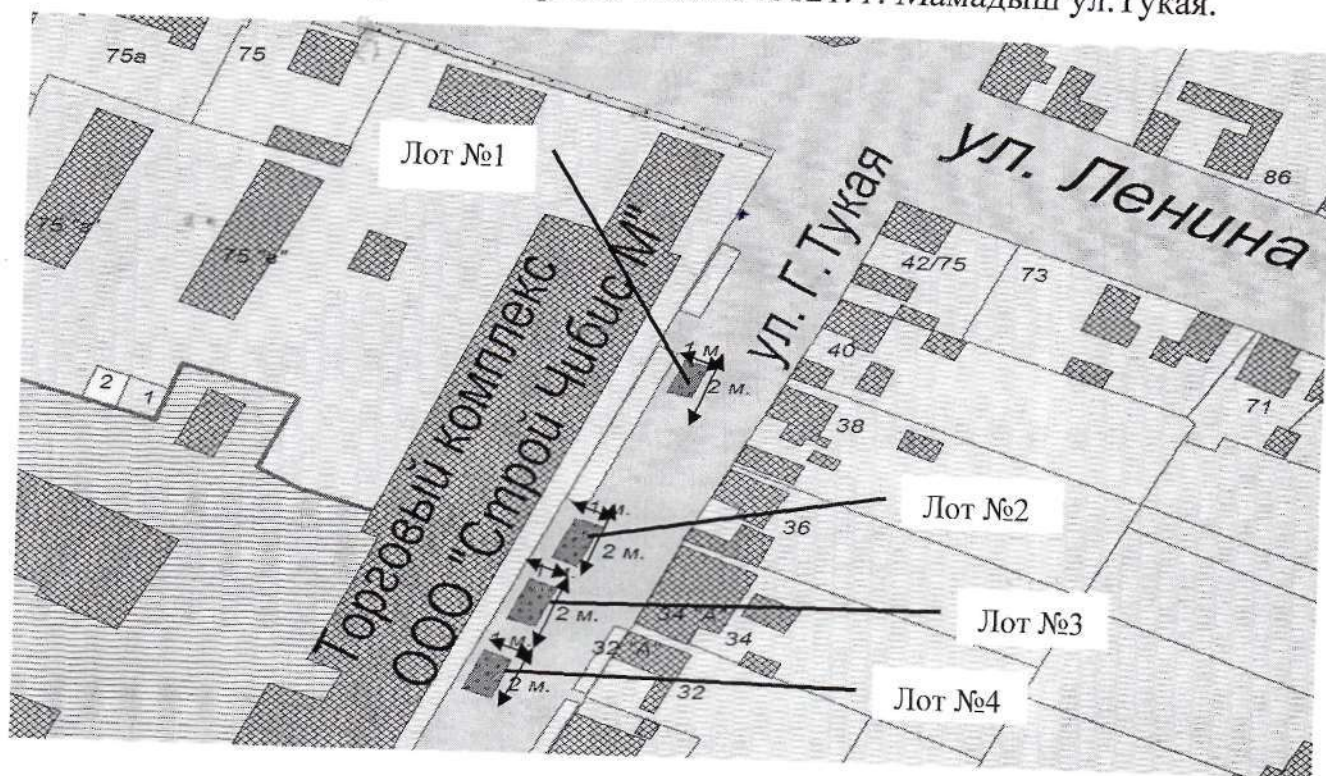 Мамадыш ул.Тукая.
75а
75
Лот №1
ул. Ленина
86
ул. Г.Тукая
42/75
73
75 "в"
Торговый комплекс
ООО "Строй Чибис М"
1 м.
2 м.
40
38
71
2
1
Лот №2
2 м.
36
Лот №3
2 м.
34 "А"
34
32 "А"
32
1 м.
2 м.
Лот №4